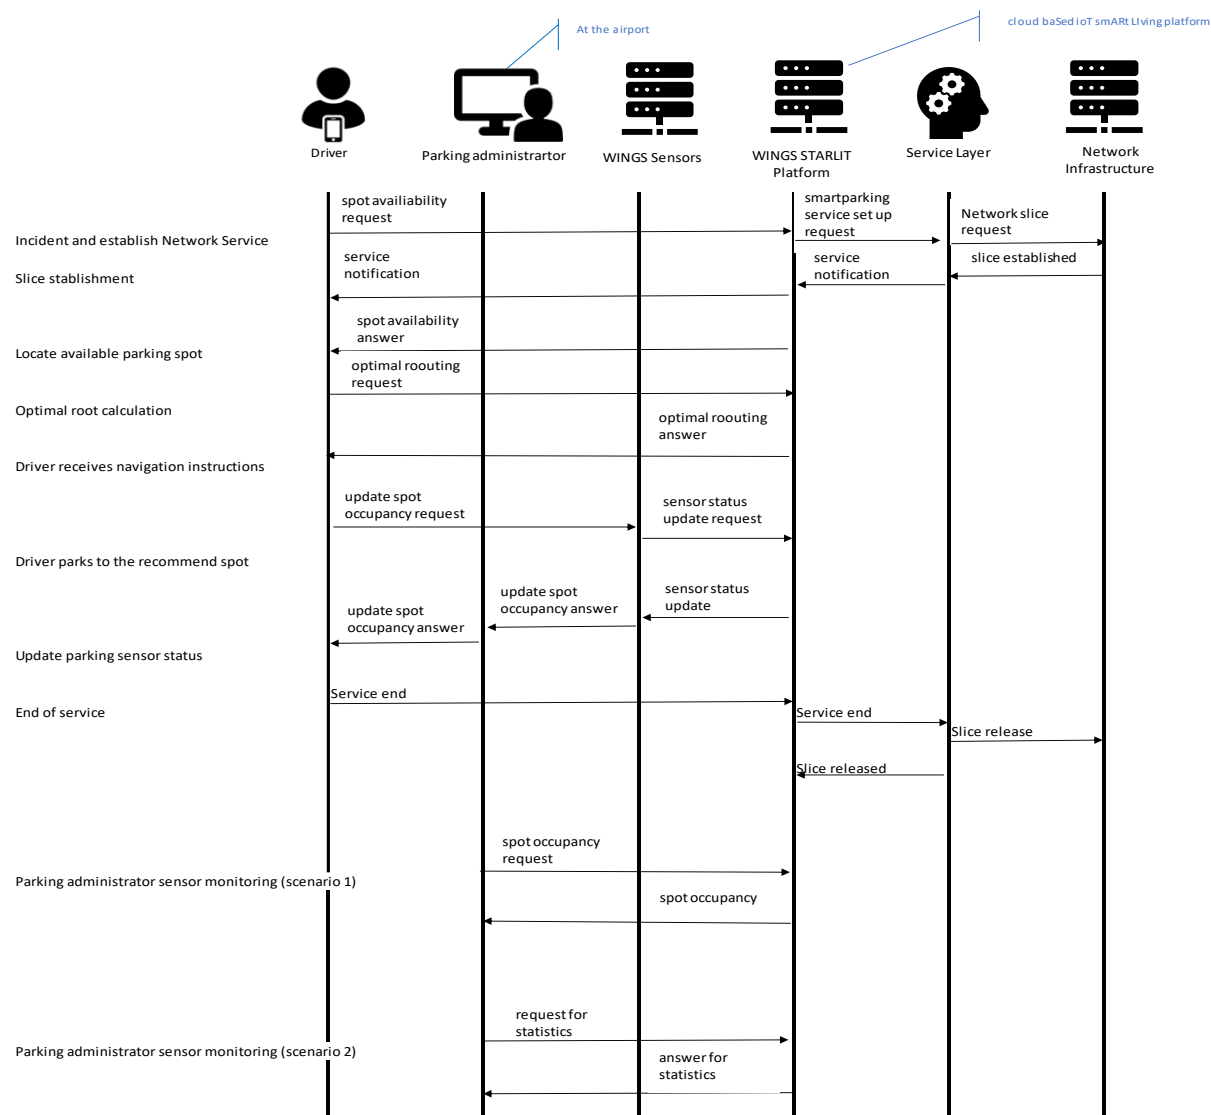 At the airport
cloud baSed ioT smARt LIving platform
Driver
Parking administrartor
WINGS Sensors
WINGS STARLIT
Platform
Service Layer
Network
Infrastructure
spot availiability
request
smartparking
service set up
request
Network slice
request
Incident and establish Network Service
service
notification
service
notification
slice established
Slice stablishment
spot availability
answer
Locate available parking spot
optimal roouting
request
Optimal root calculation
optimal roouting
answer
Driver receives navigation instructions
update spot
occupancy request
sensor status
update request
Driver parks to the recommend spot
update spot
occupancy answer
sensor status
update
update spot
occupancy answer
Update parking sensor status
Service end
End of service
Service end
Slice release
Slice released
spot occupancy
request
Parking administrator sensor monitoring (scenario 1)
spot occupancy
request for
statistics
Parking administrator sensor monitoring (scenario 2)
answer for
statistics